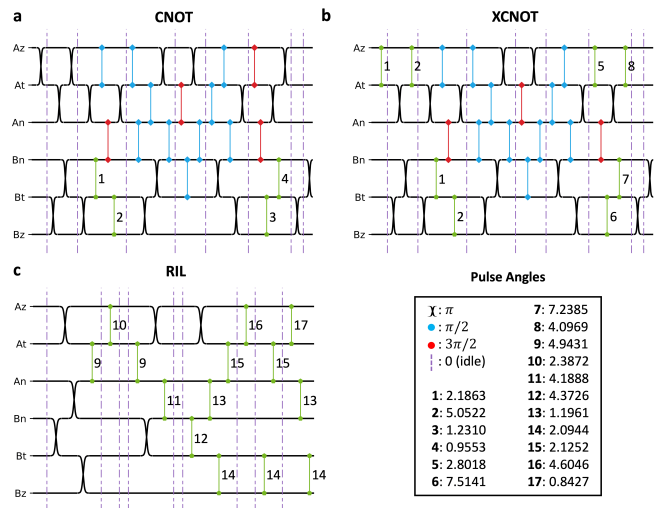 a
CNOT
Az
At
An
Bn
Bt
Bz
1
2
4
3
b
XCNOT
Az
At
An
Bn
Bt
Bz
1
2
5
8
1
2
7
6
c
RIL
Az
At
An
Bn
Bt
Bz
10
16
17
9
9
15
15
11
13
13
12
14
14
14
Pulse Angles
: π
: π/2
: 3π/2
: 0 (idle)
1: 2.1863
2: 5.0522
3: 1.2310
4: 0.9553
5: 2.8018
6: 7.5141
7: 7.2385
8: 4.0969
9: 4.9431
10: 2.3872
11: 4.1888
12: 4.3726
13: 1.1961
14: 2.0944
15: 2.1252
16: 4.6046
17: 0.8427